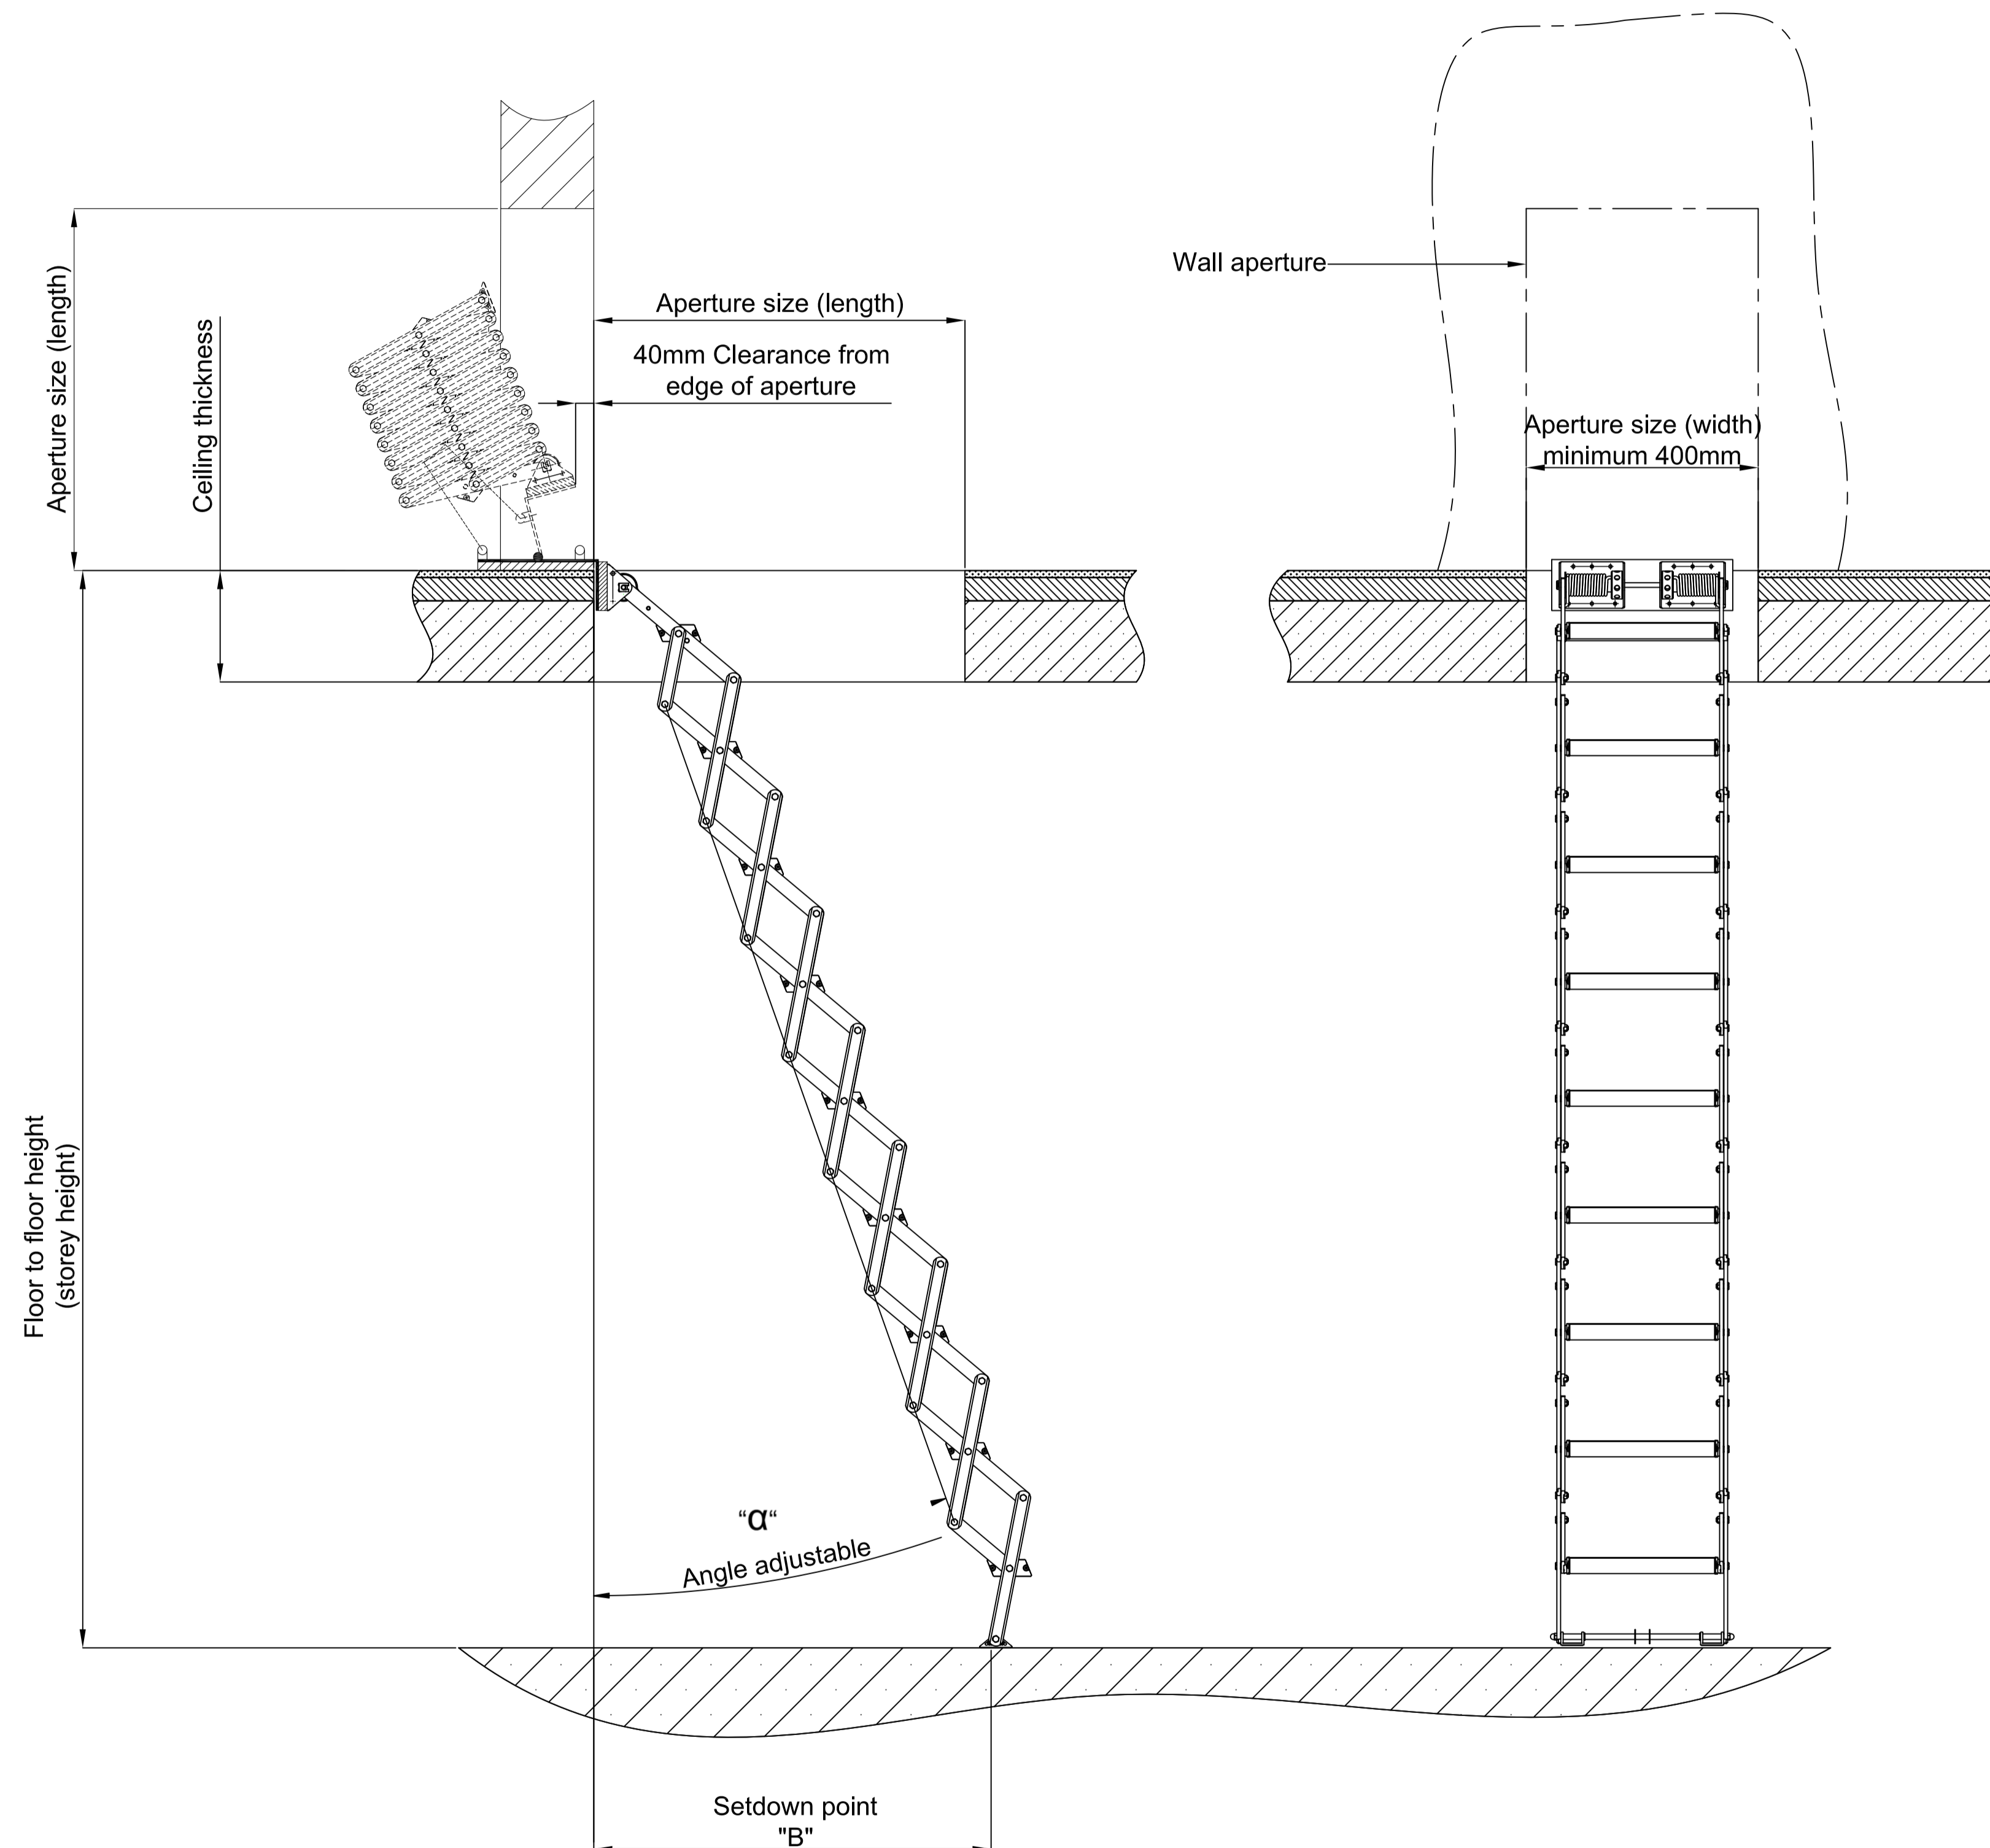 Wall aperture
Aperture size (length)
Aperture size (length)
40mm Clearance from
edge of aperture
Ceiling thickness
Aperture size (width)
minimum 400mm
Floor to floor height
(storey height)
“α“
Angle adjustable
Setdown point
"B"